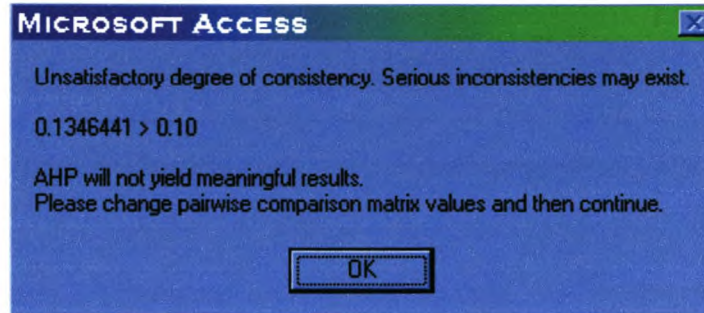 MICROSOFT ACCESS
Unsatisfactory degree of consistency. Serious inconsistencies may exist.
0.1346441 > 0.10
AHP will not yield meaningful results.
Please change pairwise comparison matrix values and then continue.
OK